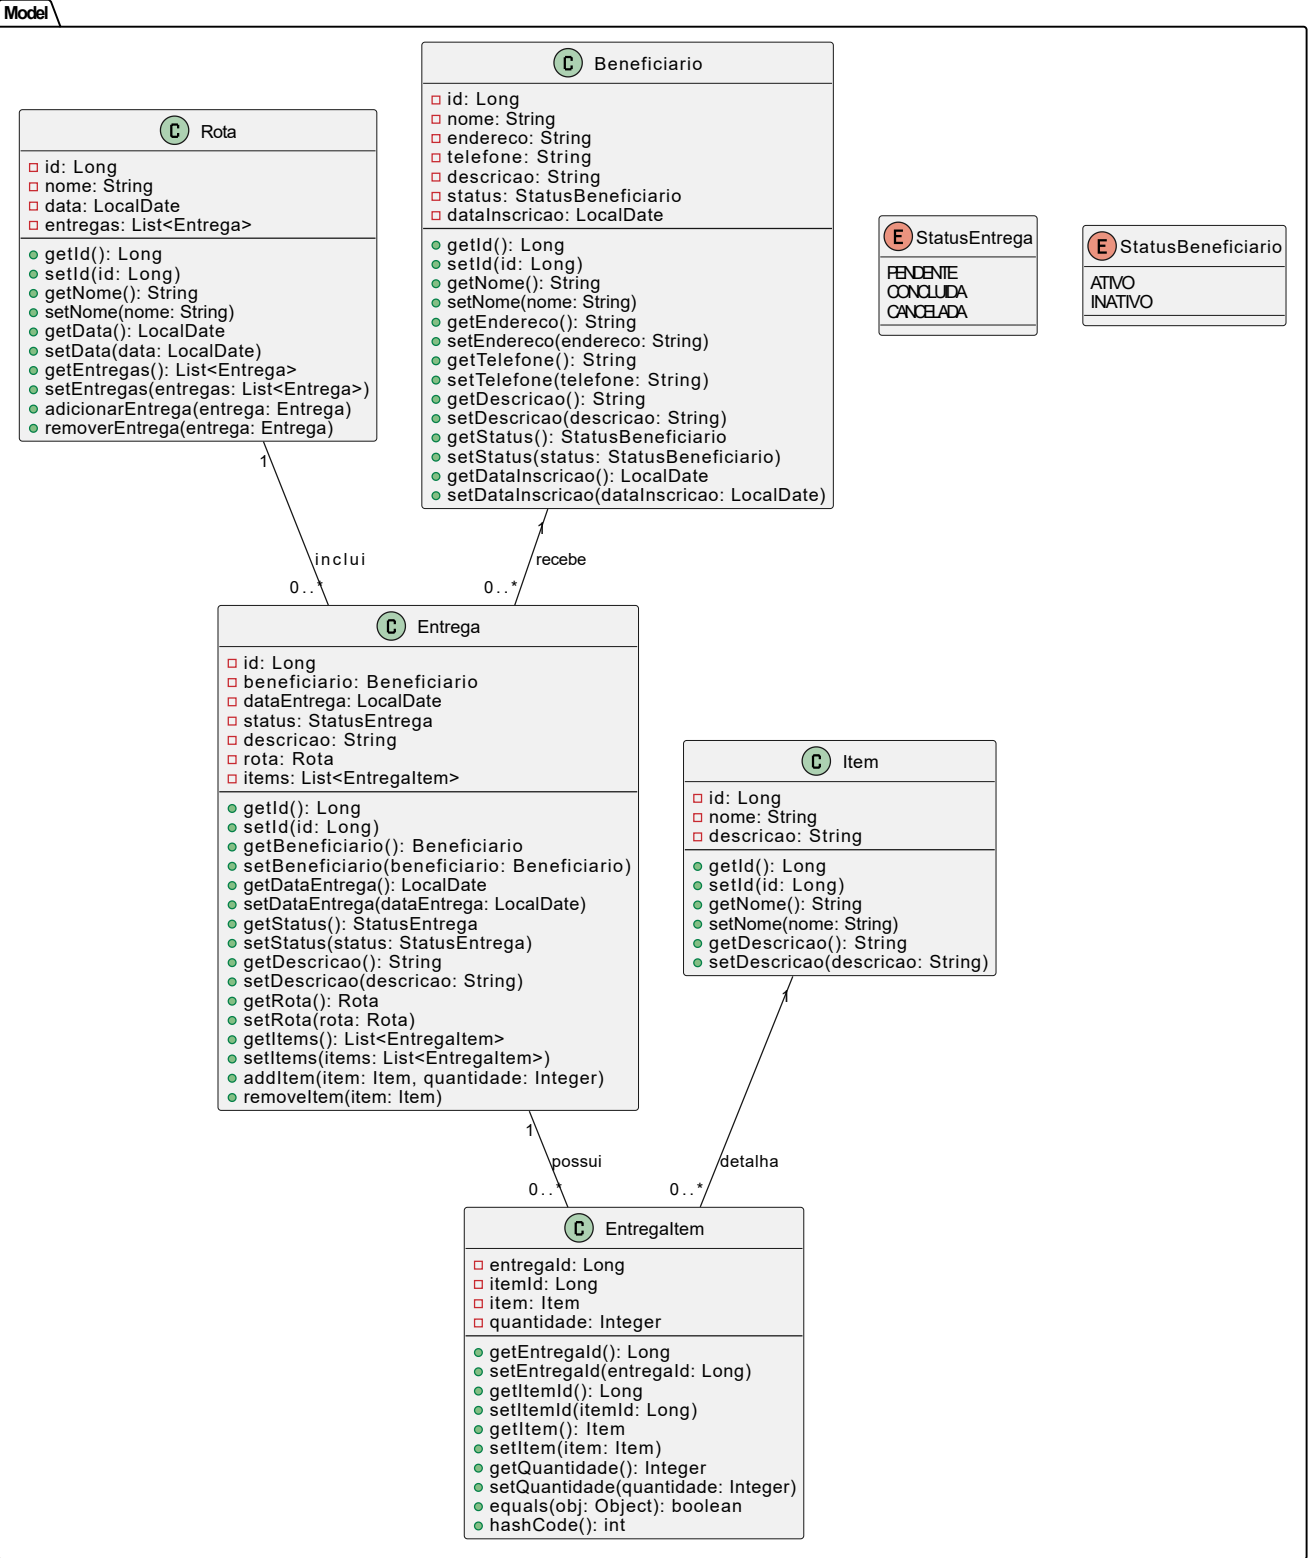 Model
C Rota
id: Long
nome: String
data: LocalDate
entregas: List<Entrega>
getId(): Long
setId(id: Long)
getNome(): String
setNome(nome: String)
getData(): LocalDate
setData(data: LocalDate)
getEntregas(): List<Entrega>
setEntregas(entregas: List<Entrega>)
adicionarEntrega(entrega: Entrega)
removerEntrega(entrega: Entrega)
C Beneficiario
id: Long
nome: String
endereco: String
telefone: String
descricao: String
status: StatusBeneficiario
dataInscricao: LocalDate
getId(): Long
setId(id: Long)
getNome(): String
setNome(nome: String)
getEndereco(): String
setEndereco(endereco: String)
getTelefone(): String
setTelefone(telefone: String)
getDescricao(): String
setDescricao(descricao: String)
getStatus(): StatusBeneficiario
setStatus(status: StatusBeneficiario)
getDataInscricao(): LocalDate
setDataInscricao(dataInscricao: LocalDate)
E StatusEntrega
PENDENTE
CONCLUIDA
CANCELADA
E StatusBeneficiario
ATIVO
INATIVO
1
inclui
0..*
1
recebe
0..*
C Entrega
id: Long
beneficiario: Beneficiario
dataEntrega: LocalDate
status: StatusEntrega
descricao: String
rota: Rota
items: List<EntregaItem>
getId(): Long
setId(id: Long)
getBeneficiario(): Beneficiario
setBeneficiario(beneficiario: Beneficiario)
getDataEntrega(): LocalDate
setDataEntrega(dataEntrega: LocalDate)
getStatus(): StatusEntrega
setStatus(status: StatusEntrega)
getDescricao(): String
setDescricao(descricao: String)
getRota(): Rota
setRota(rota: Rota)
getItems(): List<EntregaItem>
setItems(items: List<EntregaItem>)
addItem(item: Item, quantidade: Integer)
removeItem(item: Item)
C Item
id: Long
nome: String
descricao: String
getId(): Long
setId(id: Long)
getNome(): String
setNome(nome: String)
getDescricao(): String
setDescricao(descricao: String)
1
possui
0..*
1
detalha
0..*
C EntregaItem
entregaId: Long
itemId: Long
item: Item
quantidade: Integer
getEntregaId(): Long
setEntregaId(entregaId: Long)
getItemId(): Long
setItemId(itemId: Long)
getItem(): Item
setItem(item: Item)
getQuantidade(): Integer
setQuantidade(quantidade: Integer)
equals(obj: Object): boolean
hashCode(): int